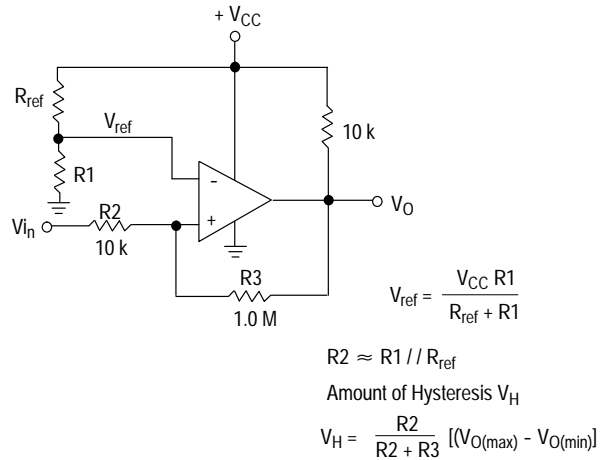 + VCC
Rref
Vref
10 k
R1
-
Vin
R2
+
VO
10 k
R3
1.0 M
Vref = VCC R1 / Rref + R1
R2 ≈ R1 // Rref
Amount of Hysteresis VH
VH = R2 / R2 + R3 [(VO(max) - VO(min)]